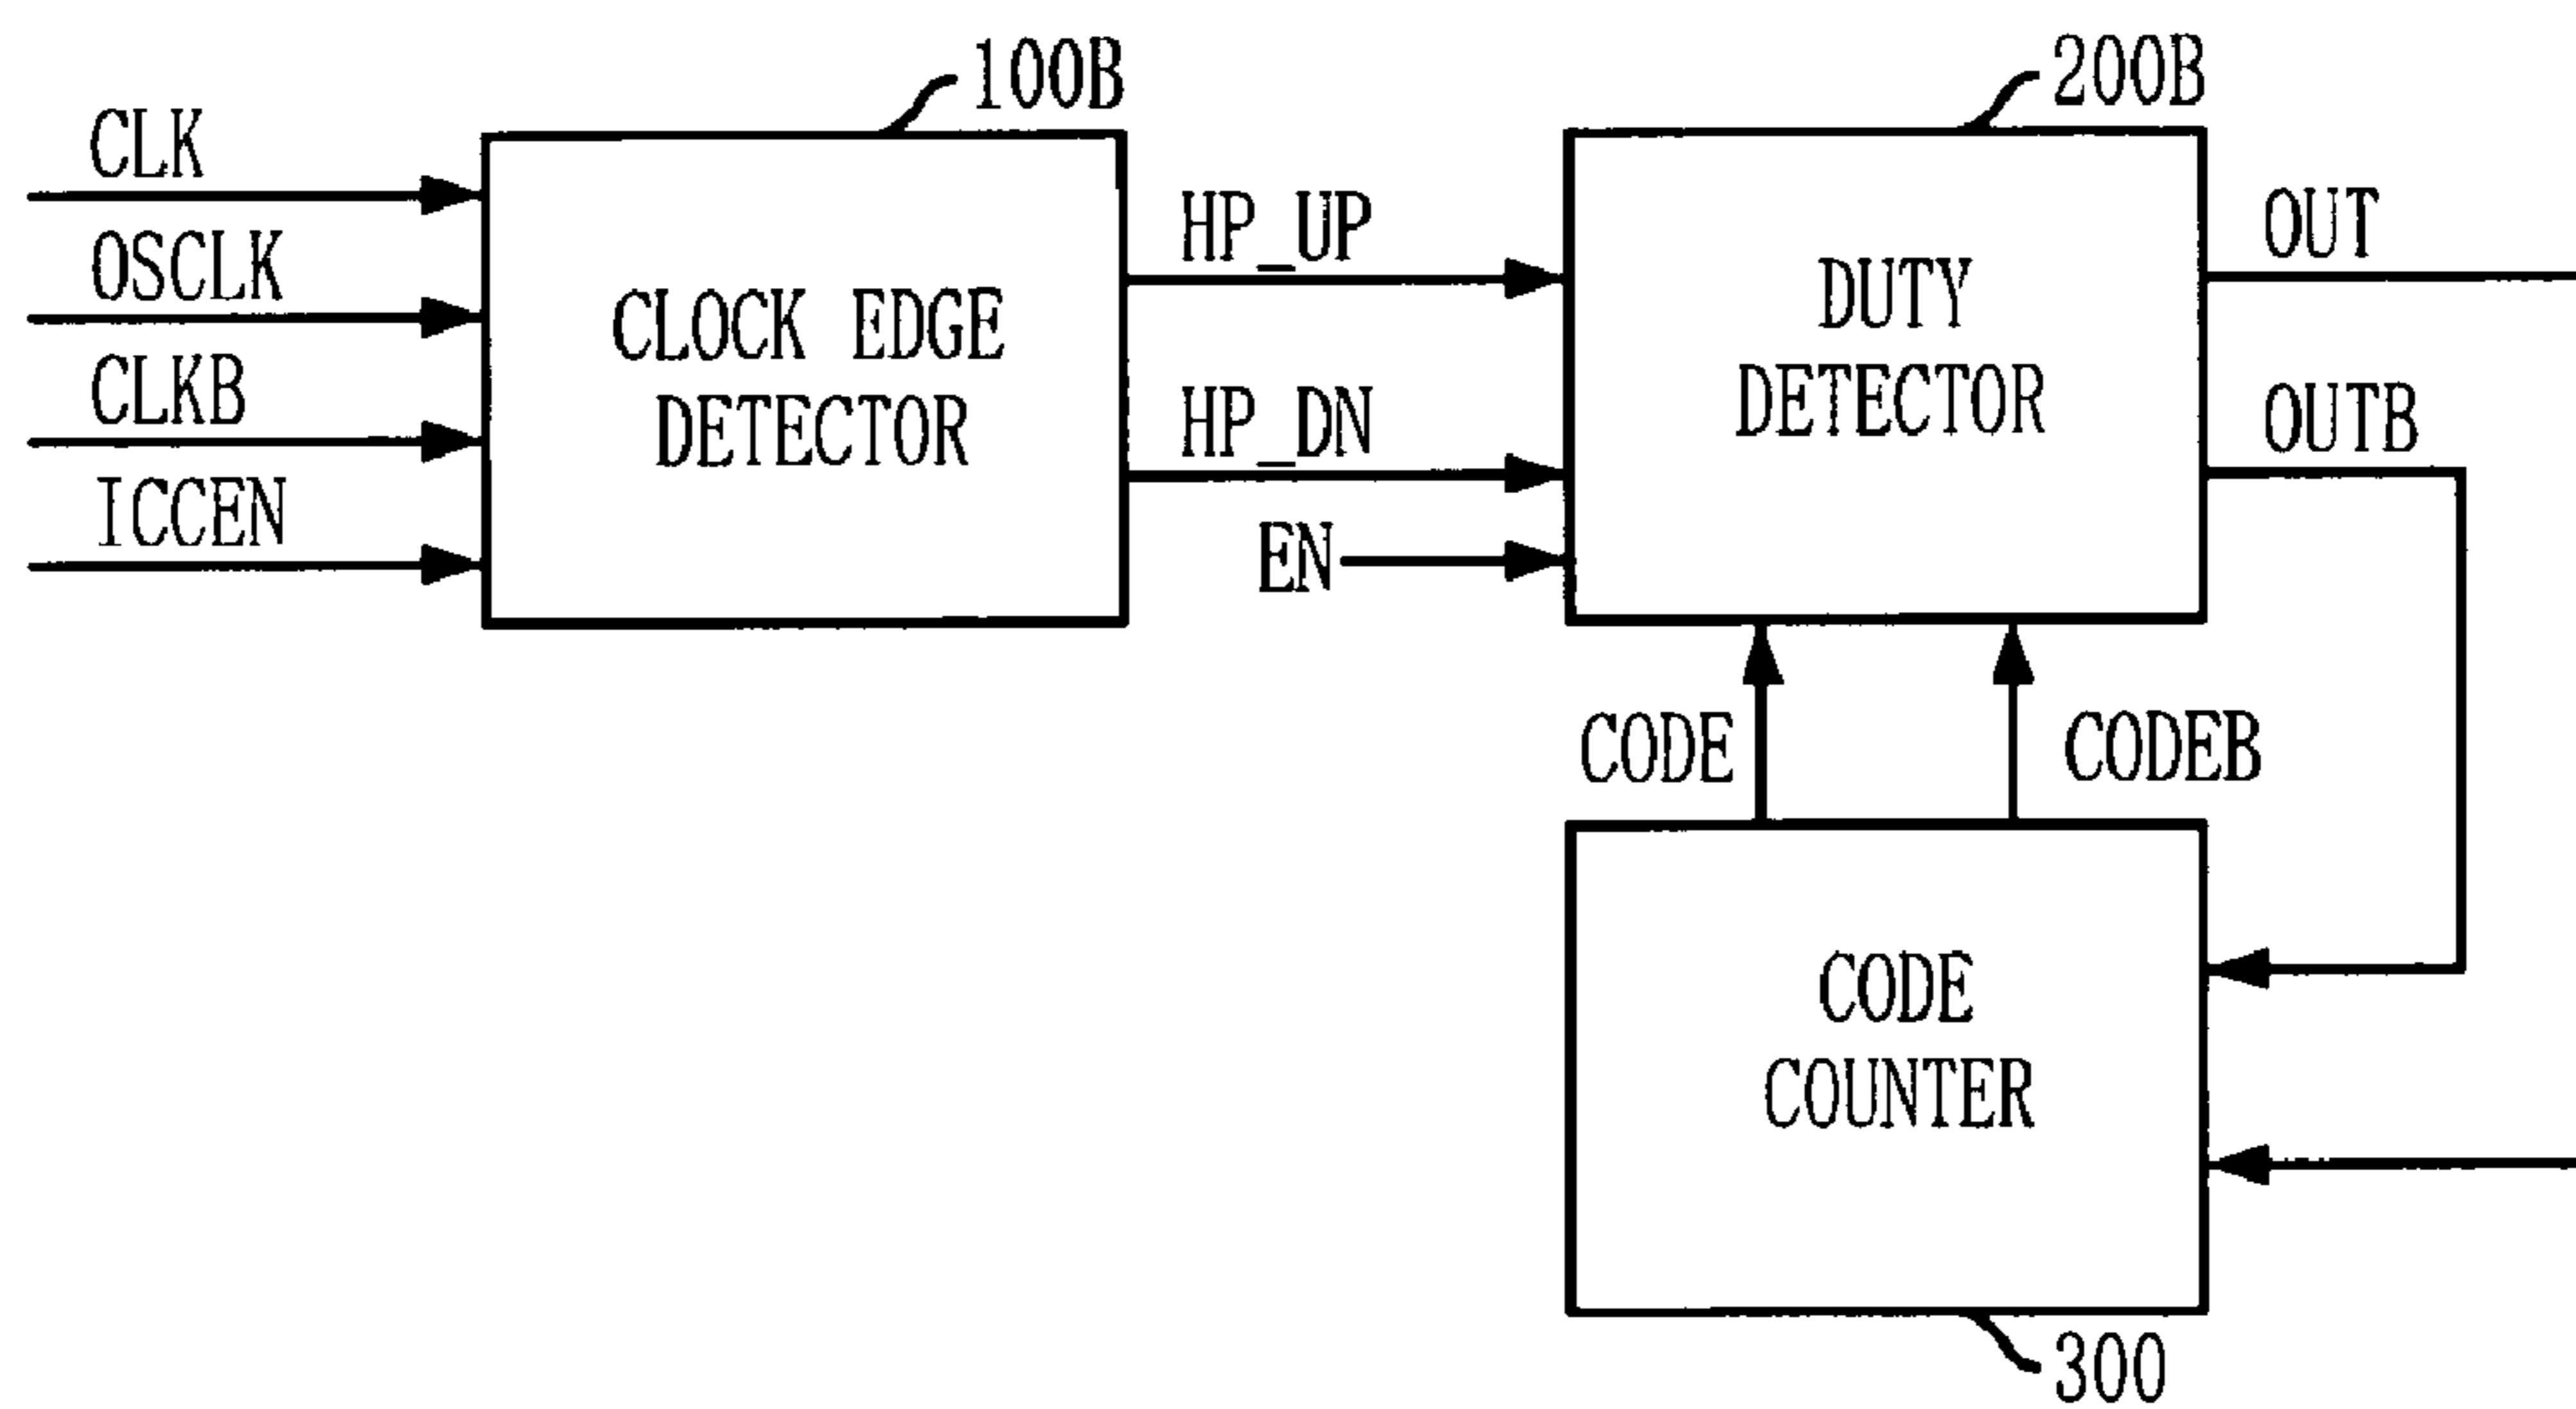 100B
200B
CLK
OSCLK
CLKB
ICCEN
CLOCK EDGE
DETECTOR
HP_UP
HP_DN
EN
DUTY
DETECTOR
OUT
OUTB
CODE
CODEB
CODE
COUNTER
300